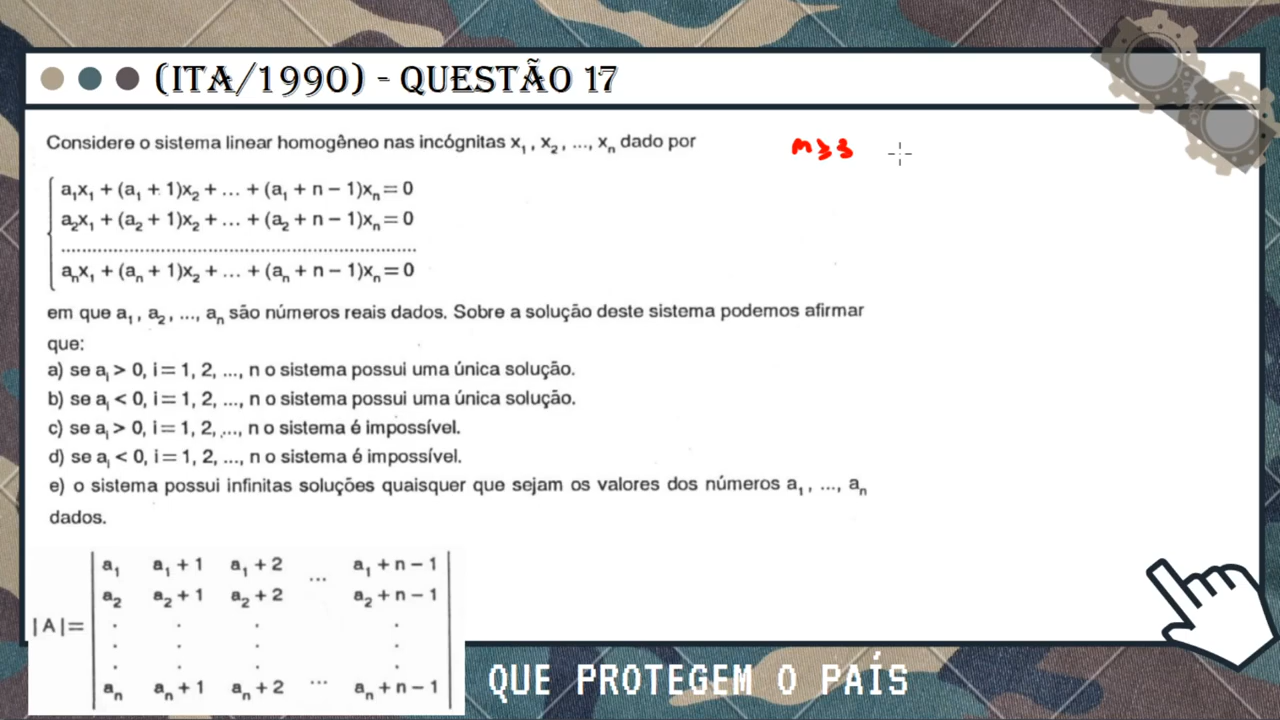 (ITA/1990) - QUESTÃO 17
Considere o sistema linear homogêneo nas incógnitas x₁, x₂, ..., xₙ dado por
n ≥ 3
a₁x₁ + (a₁ + 1)x₂ + ... + (a₁ + n − 1)xₙ = 0
a₂x₁ + (a₂ + 1)x₂ + ... + (a₂ + n − 1)xₙ = 0
........................................................
aₙx₁ + (aₙ + 1)x₂ + ... + (aₙ + n − 1)xₙ = 0
em que a₁, a₂, ..., aₙ são números reais dados. Sobre a solução deste sistema podemos afirmar
que:
a) se aᵢ > 0, i = 1, 2, ..., n o sistema possui uma única solução.
b) se aᵢ < 0, i = 1, 2, ..., n o sistema possui uma única solução.
c) se aᵢ > 0, i = 1, 2, ..., n o sistema é impossível.
d) se aᵢ < 0, i = 1, 2, ..., n o sistema é impossível.
e) o sistema possui infinitas soluções quaisquer que sejam os valores dos números a₁, ..., aₙ
dados.
a₁ a₁ + 1 a₁ + 2 ... a₁ + n − 1
a₂ a₂ + 1 a₂ + 2 a₂ + n − 1
|A| = . . . .
. . . .
. . . .
aₙ aₙ + 1 aₙ + 2 ... aₙ + n − 1
QUE PROTEGEM O PAÍS